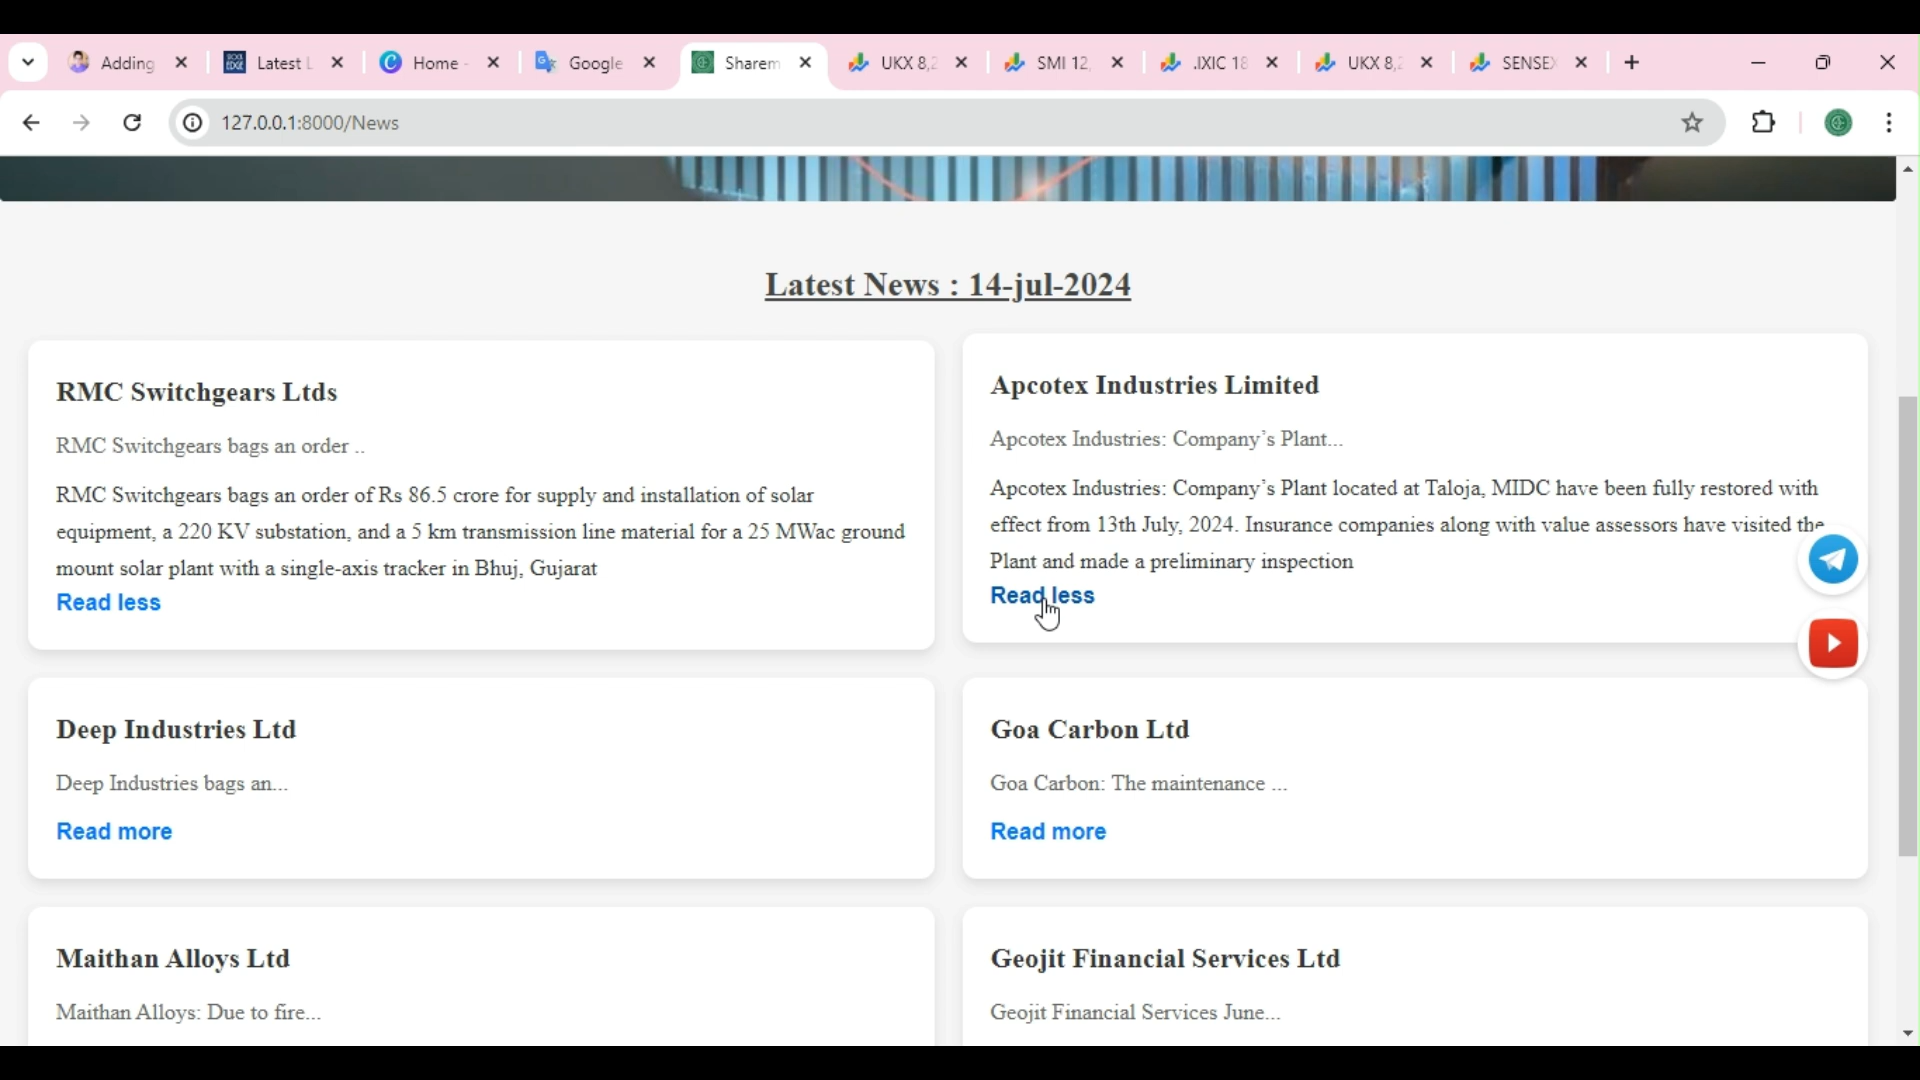 Adding
Latest L
Home -
Google
Sharem
UKX 8,2
SMI 12,
.IXIC 18
UKX 8,2
SENSEX
127.0.0.1:8000/News
Latest News : 14-jul-2024
RMC Switchgears Ltds
RMC Switchgears bags an order ..
RMC Switchgears bags an order of Rs 86.5 crore for supply and installation of solar
equipment, a 220 KV substation, and a 5 km transmission line material for a 25 MWac ground
mount solar plant with a single-axis tracker in Bhuj, Gujarat
Read less
Apcotex Industries Limited
Apcotex Industries: Company’s Plant...
Apcotex Industries: Company’s Plant located at Taloja, MIDC have been fully restored with
effect from 13th July, 2024. Insurance companies along with value assessors have visited the
Plant and made a preliminary inspection
Read less
Deep Industries Ltd
Deep Industries bags an...
Read more
Goa Carbon Ltd
Goa Carbon: The maintenance ...
Read more
Maithan Alloys Ltd
Maithan Alloys: Due to fire...
Geojit Financial Services Ltd
Geojit Financial Services June...